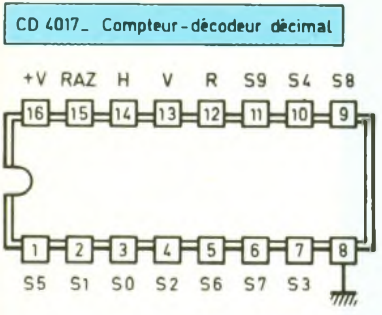 CD 4017_ Compteur-décodeur décimal
+V RAZ H V R S9 S4 S8
16 15 14 13 12 11 10 9
1 2 3 4 5 6 7 8
S5 S1 S0 S2 S6 S7 S3